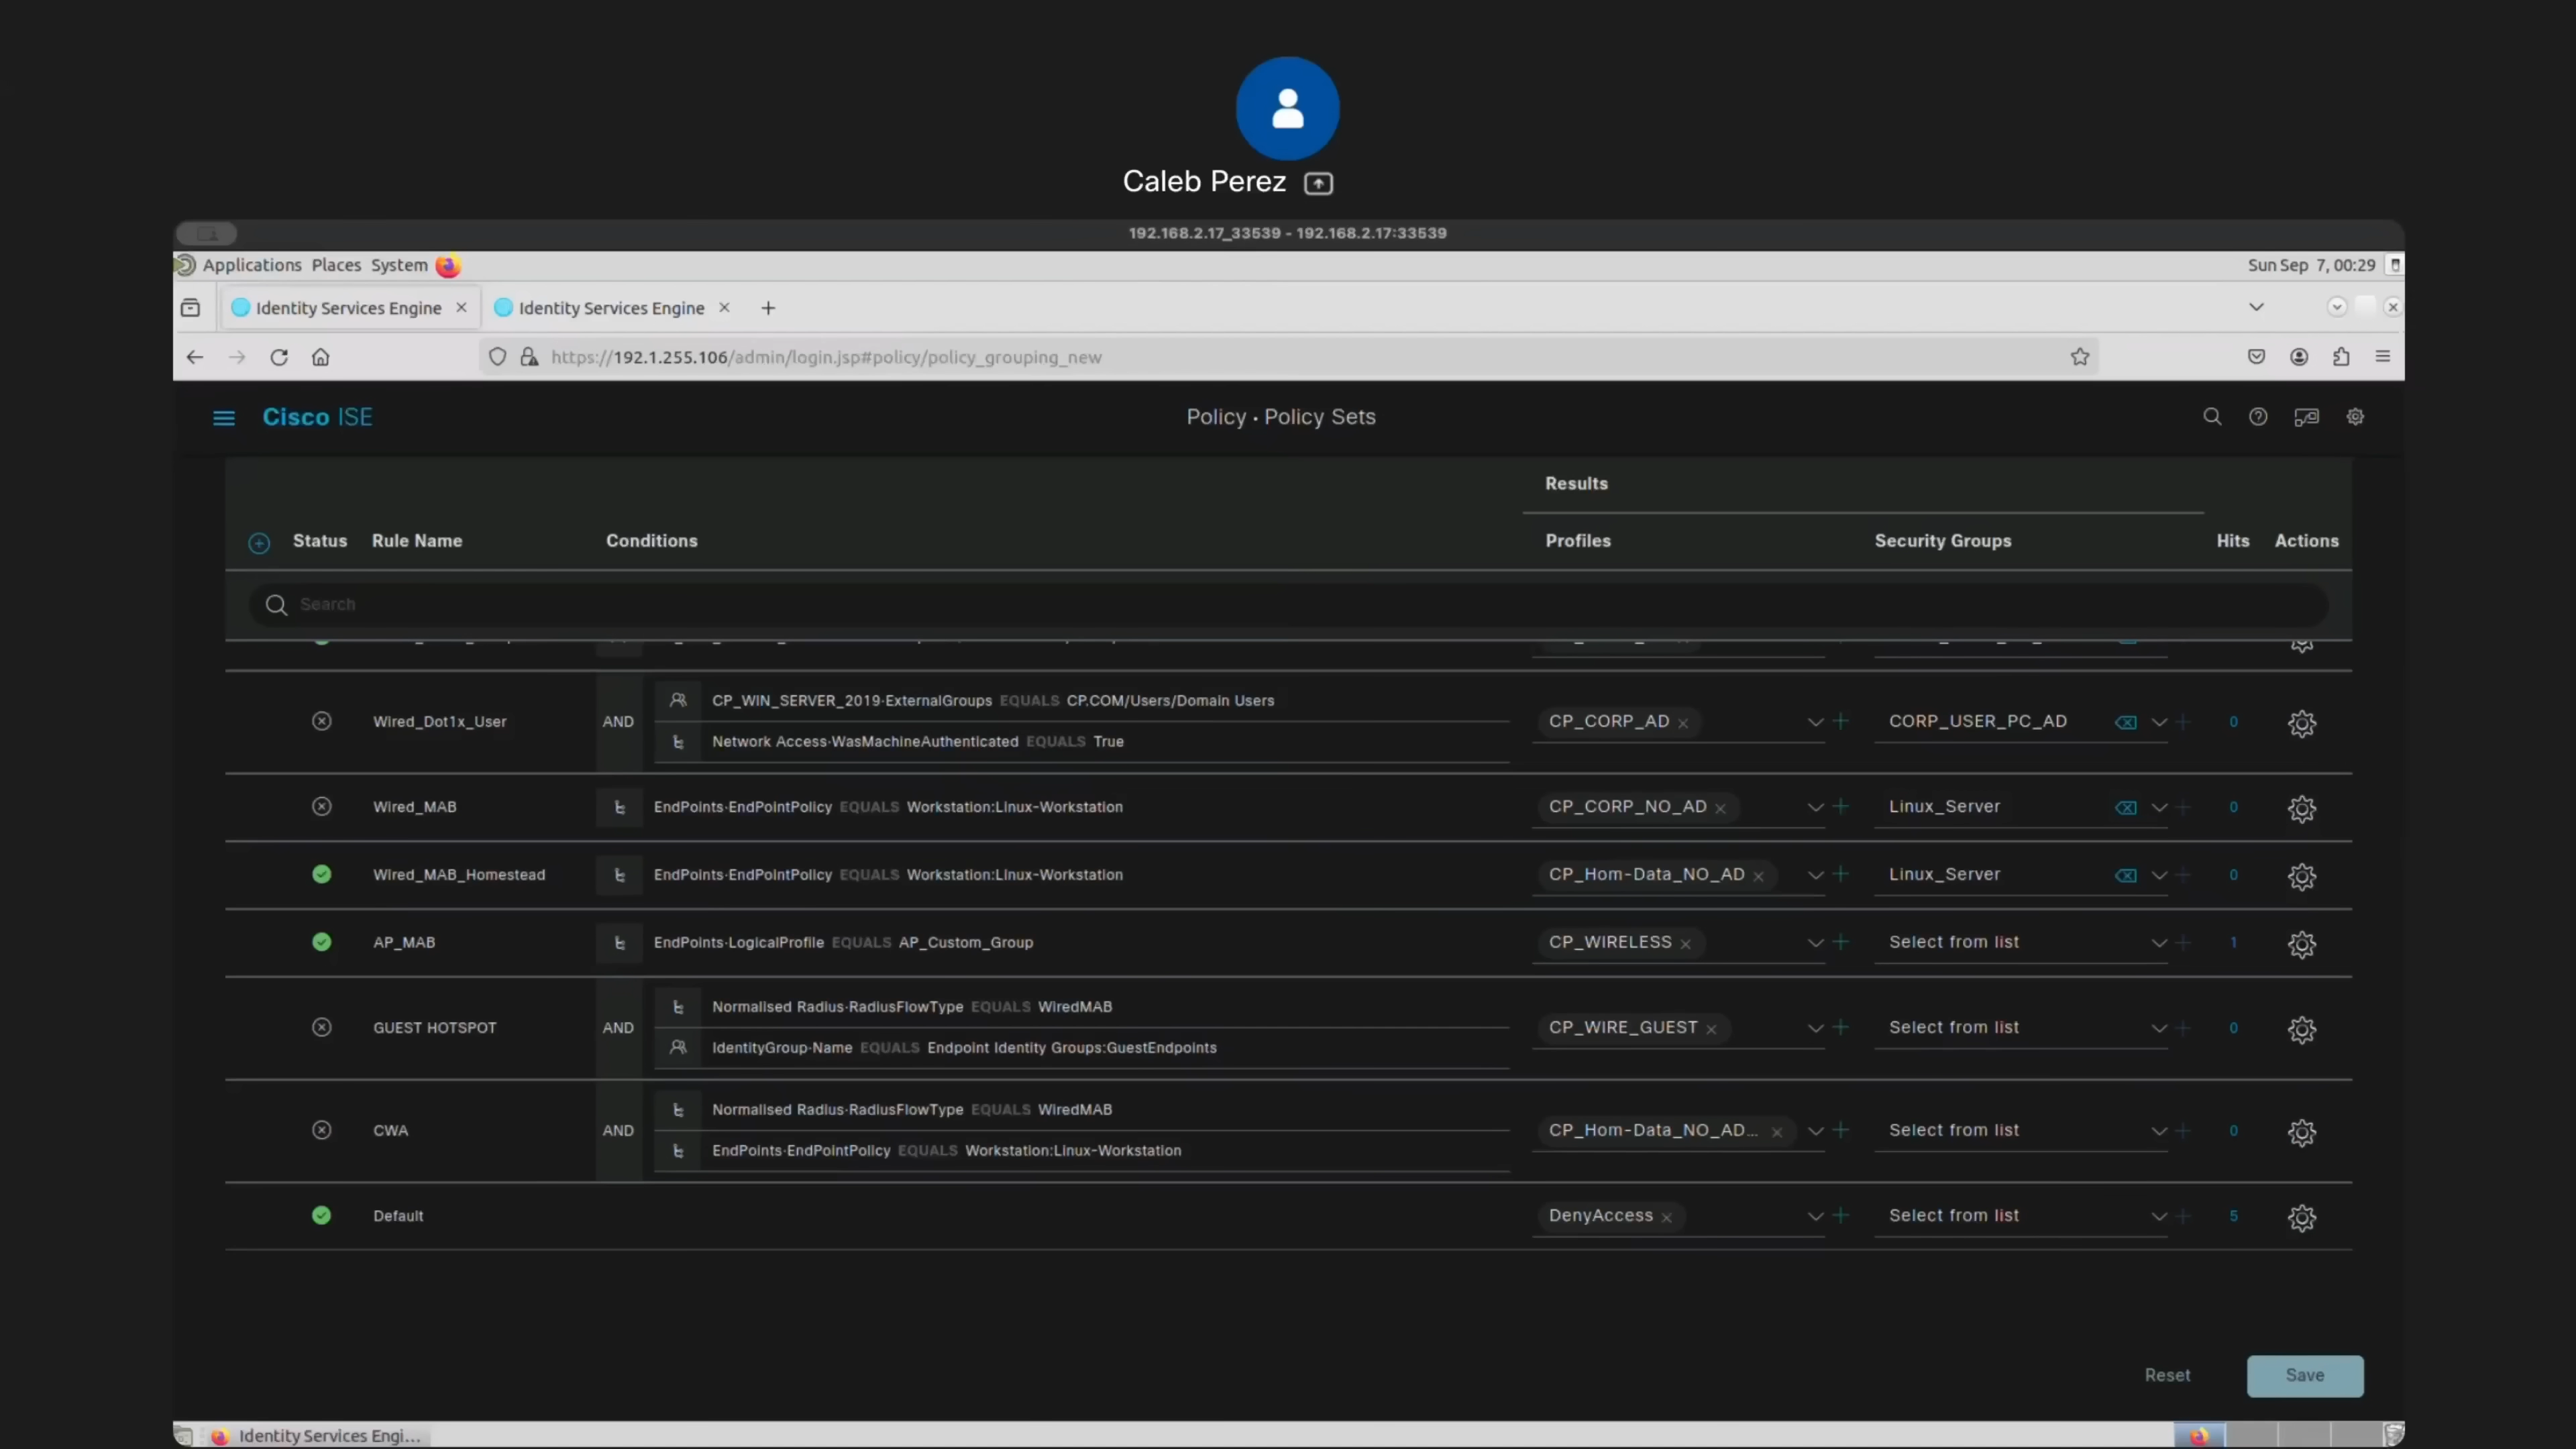 Caleb Perez
192.168.2.17_33539 - 192.168.2.17:33539
Applications Places System Sun Sep 7, 00:29
Identity Services Engine Identity Services Engine
https://192.1.255.106/admin/login.jsp#policy/policy_grouping_new
Cisco ISE Policy · Policy Sets
Results
Status Rule Name Conditions Profiles Security Groups Hits Actions
Search
Wired_Dot1x_User AND CP_WIN_SERVER_2019·ExternalGroups EQUALS CP.COM/Users/Domain Users CP_CORP_AD CORP_USER_PC_AD 0
Network Access·WasMachineAuthenticated EQUALS True
Wired_MAB EndPoints·EndPointPolicy EQUALS Workstation:Linux-Workstation CP_CORP_NO_AD Linux_Server 0
Wired_MAB_Homestead EndPoints·EndPointPolicy EQUALS Workstation:Linux-Workstation CP_Hom-Data_NO_AD Linux_Server 0
AP_MAB EndPoints·LogicalProfile EQUALS AP_Custom_Group CP_WIRELESS Select from list 1
GUEST HOTSPOT AND Normalised Radius·RadiusFlowType EQUALS WiredMAB CP_WIRE_GUEST Select from list 0
IdentityGroup·Name EQUALS Endpoint Identity Groups:GuestEndpoints
CWA AND Normalised Radius·RadiusFlowType EQUALS WiredMAB CP_Hom-Data_NO_AD... Select from list 0
EndPoints·EndPointPolicy EQUALS Workstation:Linux-Workstation
Default DenyAccess Select from list 5
Reset Save
Identity Services Engi...